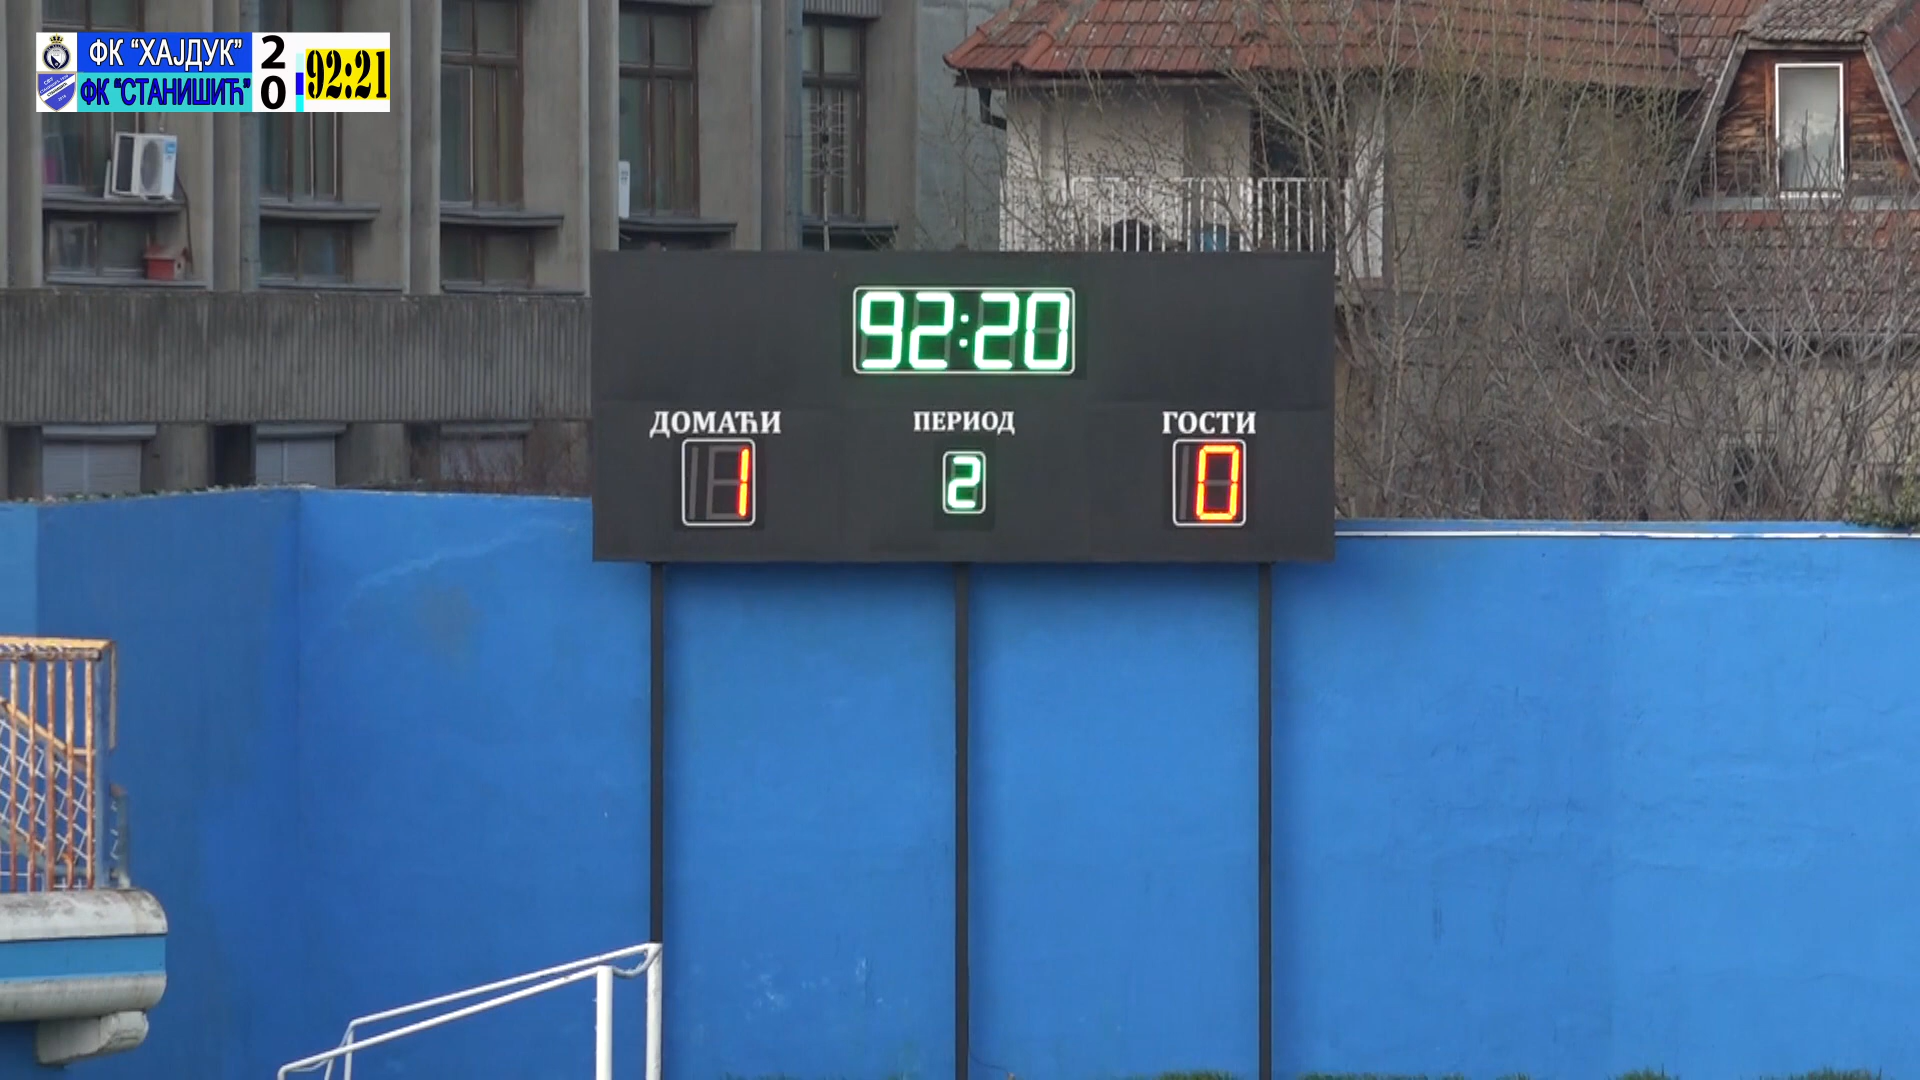 ФК “ХАЈДУК” 2
ФК “СТАНИШИЋ” 0
92:21
92:20
ДОМАЋИ ПЕРИОД ГОСТИ
1 2 0